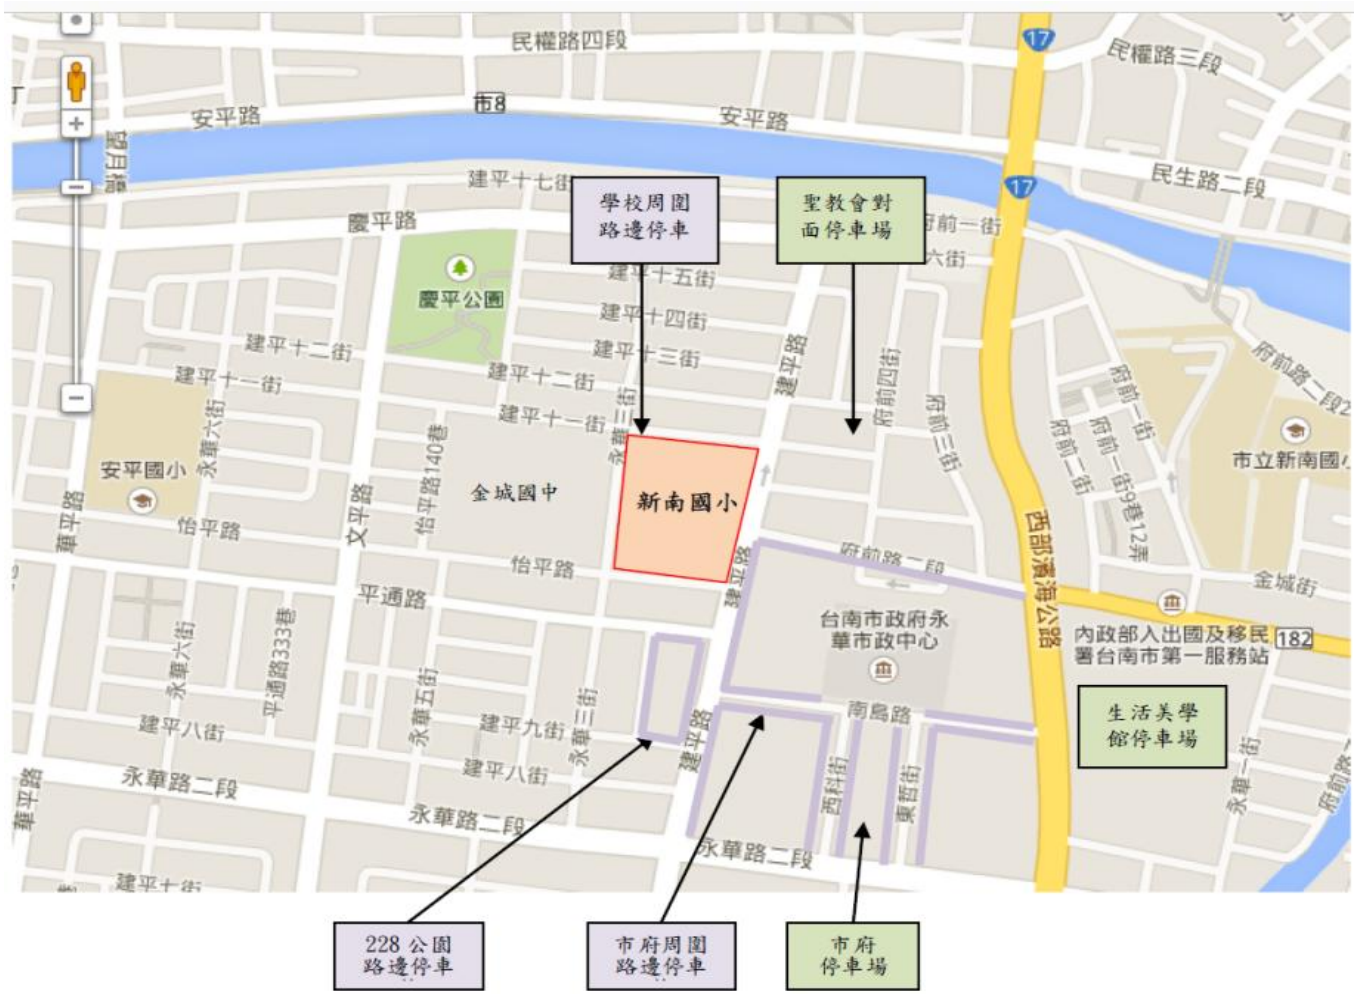 民權路四段
17
民權路三段
安平路
市8
安平路
望月橋
民生路二段
17
建平十七街
學校周圍
路邊停車
聖教會對
面停車場
慶平路
府前一街
六街
慶平公園
建平十五街
建平十四街
建平十三街
建平十二街
建平路
府前四街
府前路二段
建平十一街
建平十二街
建平十一街
永華三街
府前三街
府前一街
府前二街
府前一街9巷12弄
永華六街
怡平路140巷
安平國小
金城國中
新南國小
市立新南國小
華平路
怡平路
文平路
怡平路
建平路
府前路二段
西部濱海公路
金城街
平通路
台南市政府永
華市政中心
內政部入出國及移民
署台南市第一服務站
182
永華六街
平通路333巷
永華五街
永華三街
南島路
生活美學
館停車場
建平八街
建平九街
建平路
建平八街
西科街
東哲街
永華一街
府前路
華平路
永華路二段
永華路二段
永華路二段
建平七街
228 公園
路邊停車
市府周圍
路邊停車
市府
停車場